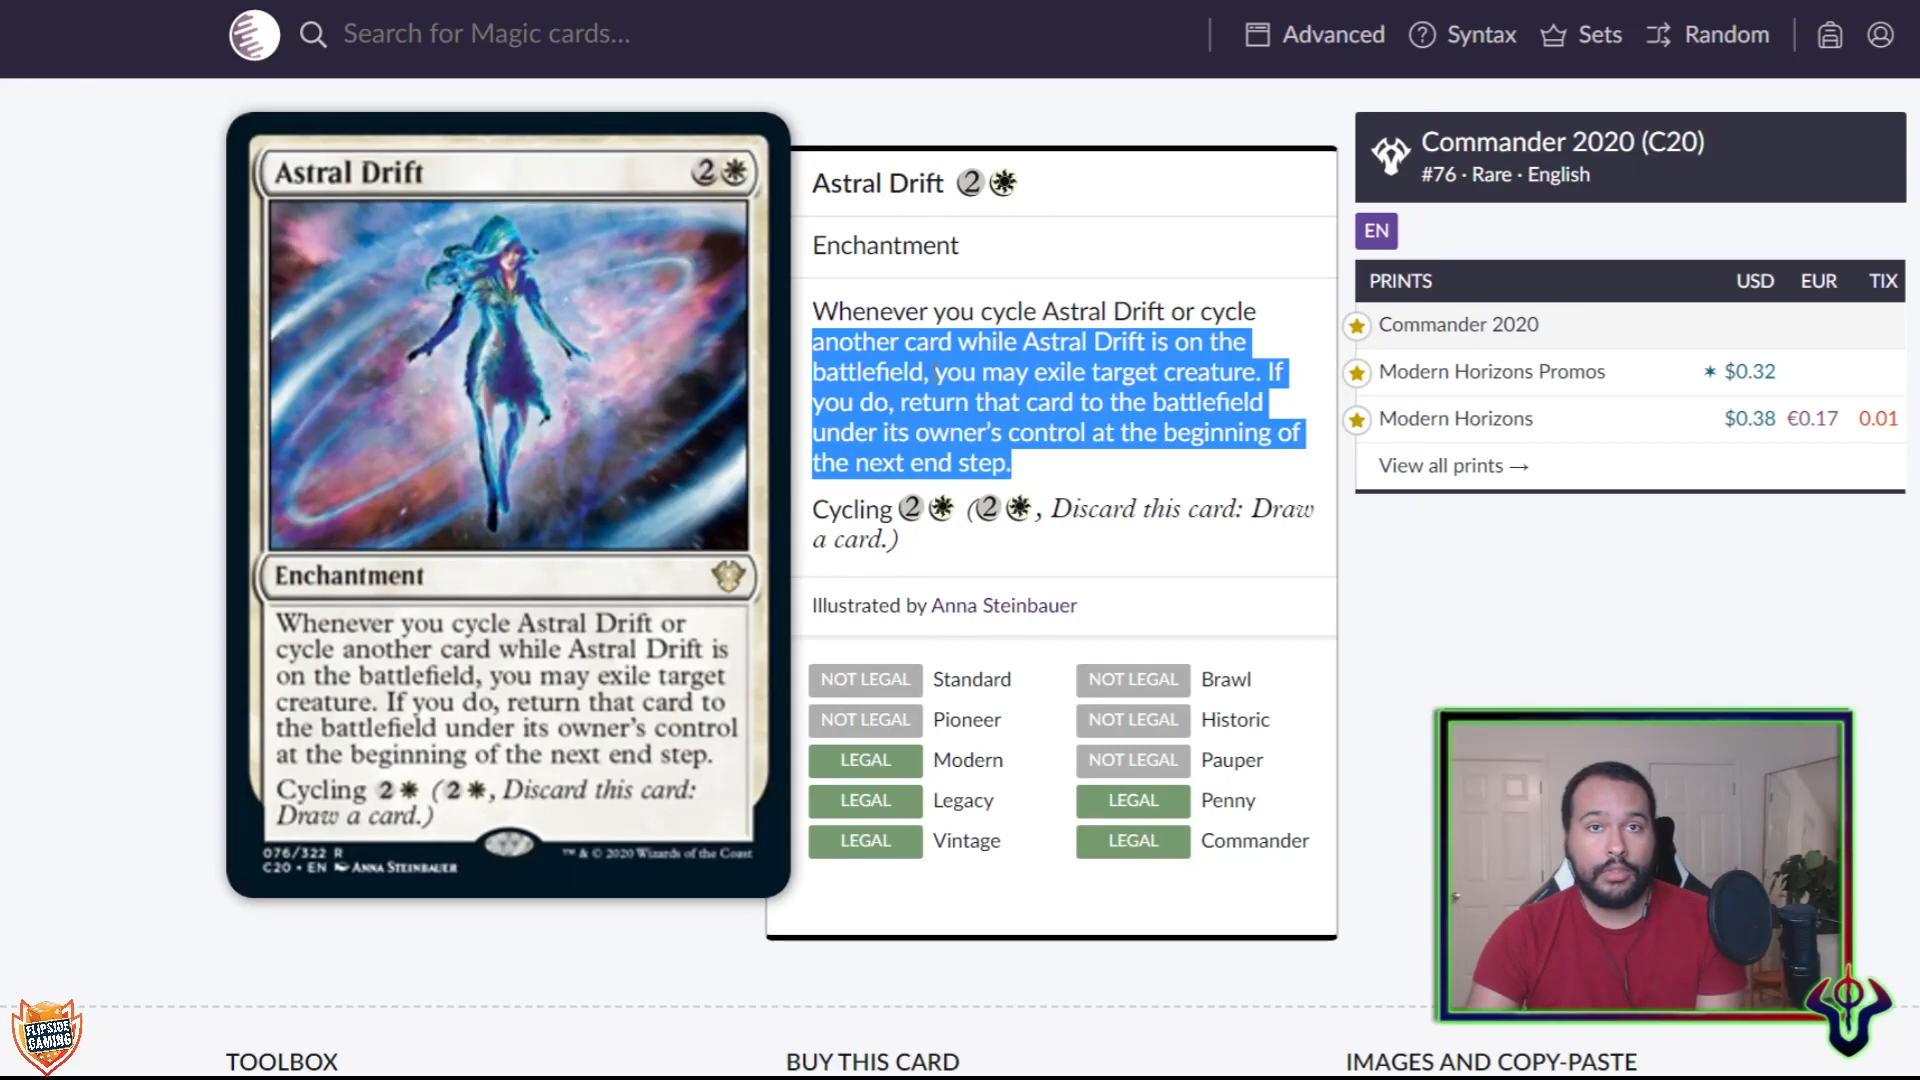 Search for Magic cards...
Advanced
Syntax
Sets
Random
Astral Drift 2
Enchantment
Whenever you cycle Astral Drift or
cycle another card while Astral Drift is
on the battlefield, you may exile target
creature. If you do, return that card to
the battlefield under its owner's control
at the beginning of the next end step.
Cycling 2 (2, Discard this card:
Draw a card.)
076/322 R
C20 • EN ANNA STEINBAUER
™ & © 2020 Wizards of the Coast
Astral Drift 2
Enchantment
Whenever you cycle Astral Drift or cycle
another card while Astral Drift is on the
battlefield, you may exile target creature. If
you do, return that card to the battlefield
under its owner's control at the beginning of
the next end step.
Cycling 2 (2, Discard this card: Draw
a card.)
Illustrated by Anna Steinbauer
NOT LEGAL Standard NOT LEGAL Brawl
NOT LEGAL Pioneer NOT LEGAL Historic
LEGAL Modern NOT LEGAL Pauper
LEGAL Legacy LEGAL Penny
LEGAL Vintage LEGAL Commander
Commander 2020 (C20)
#76 · Rare · English
EN
PRINTS USD EUR TIX
Commander 2020
Modern Horizons Promos $0.32
Modern Horizons $0.38 €0.17 0.01
View all prints →
FLIPSIDE
GAMING
TOOLBOX
BUY THIS CARD
IMAGES AND COPY-PASTE